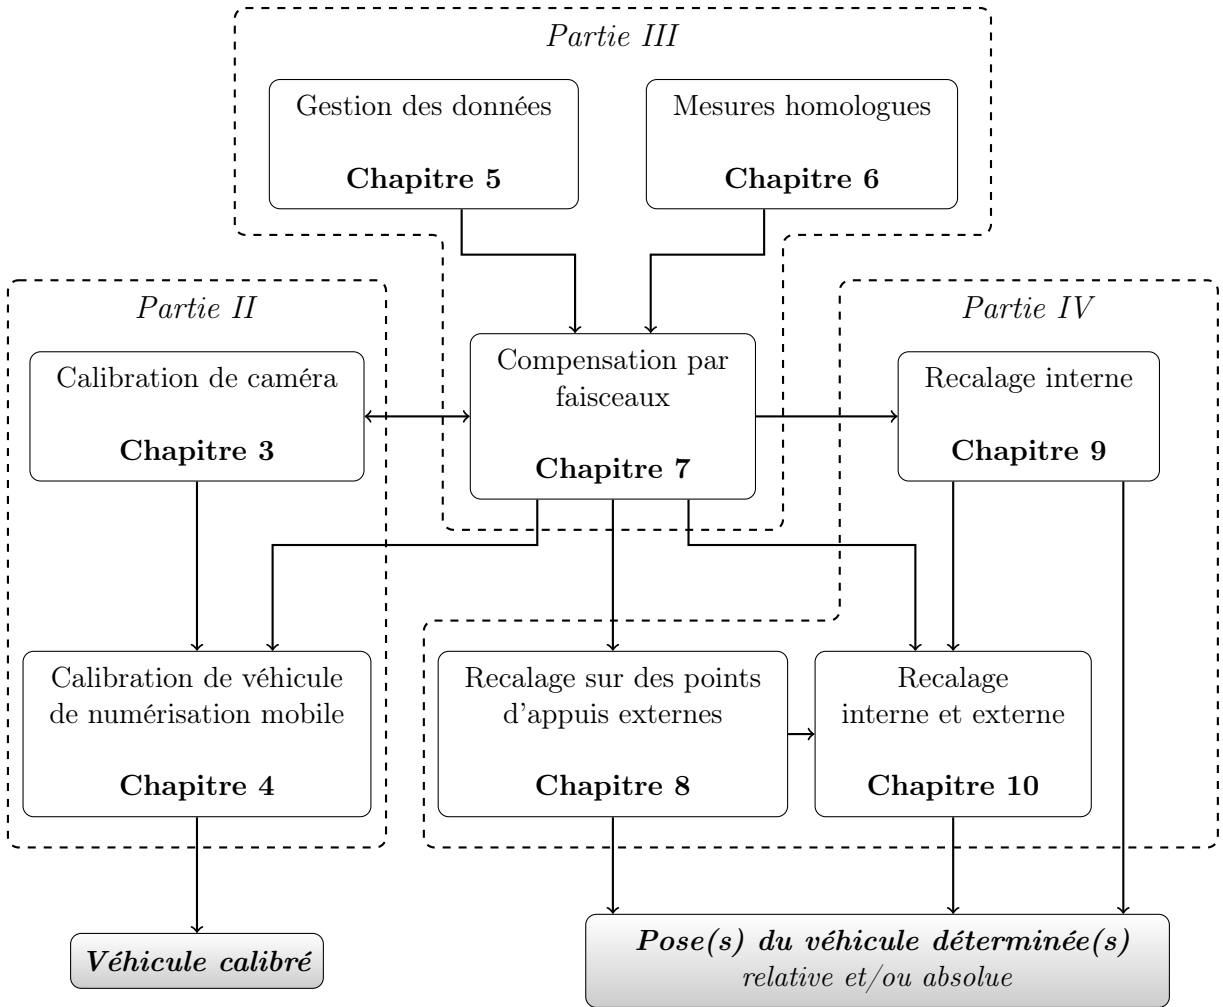 Partie III
Gestion des données
Chapitre 5
Mesures homologues
Chapitre 6
Partie II
Calibration de caméra
Chapitre 3
Compensation par
faisceaux
Chapitre 7
Partie IV
Recalage interne
Chapitre 9
Calibration de véhicule
de numérisation mobile
Chapitre 4
Recalage sur des points
d'appuis externes
Chapitre 8
Recalage
interne et externe
Chapitre 10
Véhicule calibré
Pose(s) du véhicule déterminée(s)
relative et/ou absolue